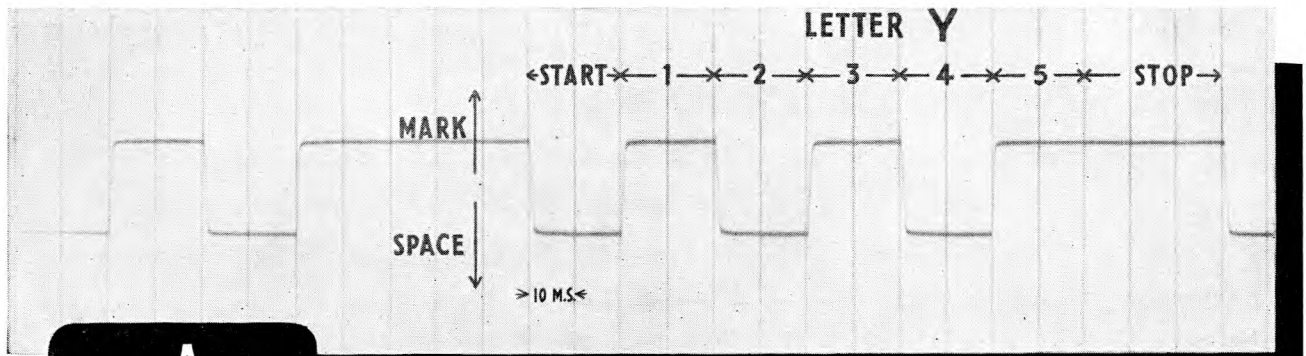 LETTER Y
START 1 2 3 4 5 STOP
MARK
SPACE
10 M.S.
A